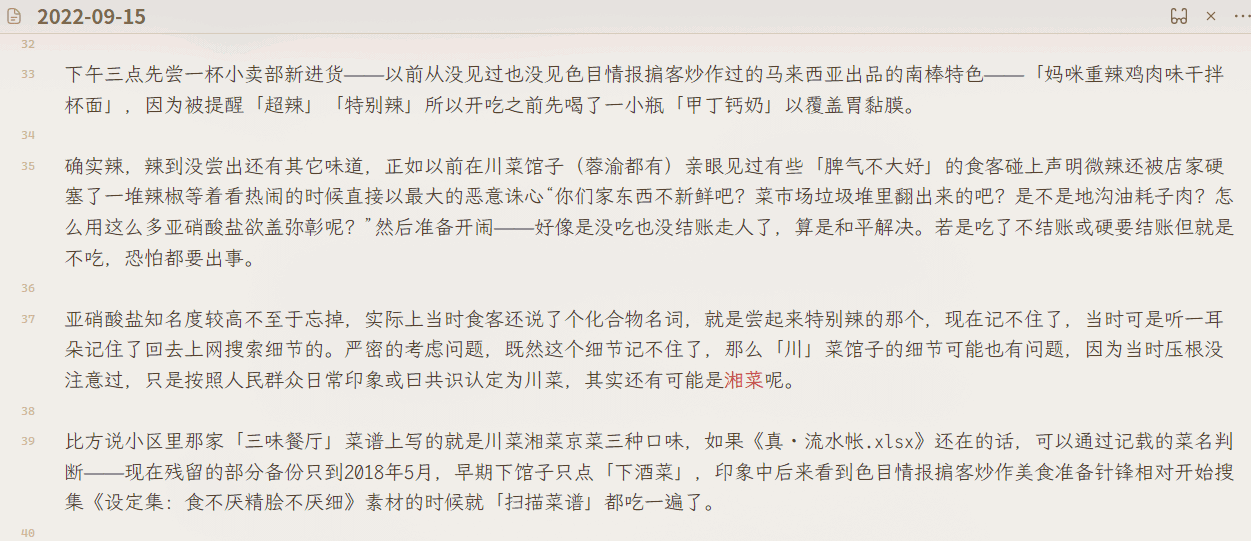 2022-09-15
32
33 下午三点先尝一杯小卖部新进货——以前从没见过也没见色目情报掮客炒作过的马来西亚出品的南棒特色——「妈咪重辣鸡肉味干拌
杯面」，因为被提醒「超辣」「特别辣」所以开吃之前先喝了一小瓶「甲丁钙奶」以覆盖胃黏膜。
34
35 确实辣，辣到没尝出还有其它味道，正如以前在川菜馆子（蓉渝都有）亲眼见过有些「脾气不大好」的食客碰上声明微辣还被店家硬
塞了一堆辣椒等着看热闹的时候直接以最大的恶意诛心“你们家东西不新鲜吧？菜市场垃圾堆里翻出来的吧？是不是地沟油耗子肉？怎
么用这么多亚硝酸盐欲盖弥彰呢？”然后准备开闹——好像是没吃也没结账走人了，算是和平解决。若是吃了不结账或硬要结账但就是
不吃，恐怕都要出事。
36
37 亚硝酸盐知名度较高不至于忘掉，实际上当时食客还说了个化合物名词，就是尝起来特别辣的那个，现在记不住了，当时可是听一耳
朵记住了回去上网搜索细节的。严密的考虑问题，既然这个细节记不住了，那么「川」菜馆子的细节可能也有问题，因为当时压根没
注意过，只是按照人民群众日常印象或曰共识认定为川菜，其实还有可能是湘菜呢。
38
39 比方说小区里那家「三味餐厅」菜谱上写的就是川菜湘菜京菜三种口味，如果《真·流水帐.xlsx》还在的话，可以通过记载的菜名判
断——现在残留的部分备份只到2018年5月，早期下馆子只点「下酒菜」，印象中后来看到色目情报掮客炒作美食准备针锋相对开始搜
集《设定集：食不厌精脍不厌细》素材的时候就「扫描菜谱」都吃一遍了。
40